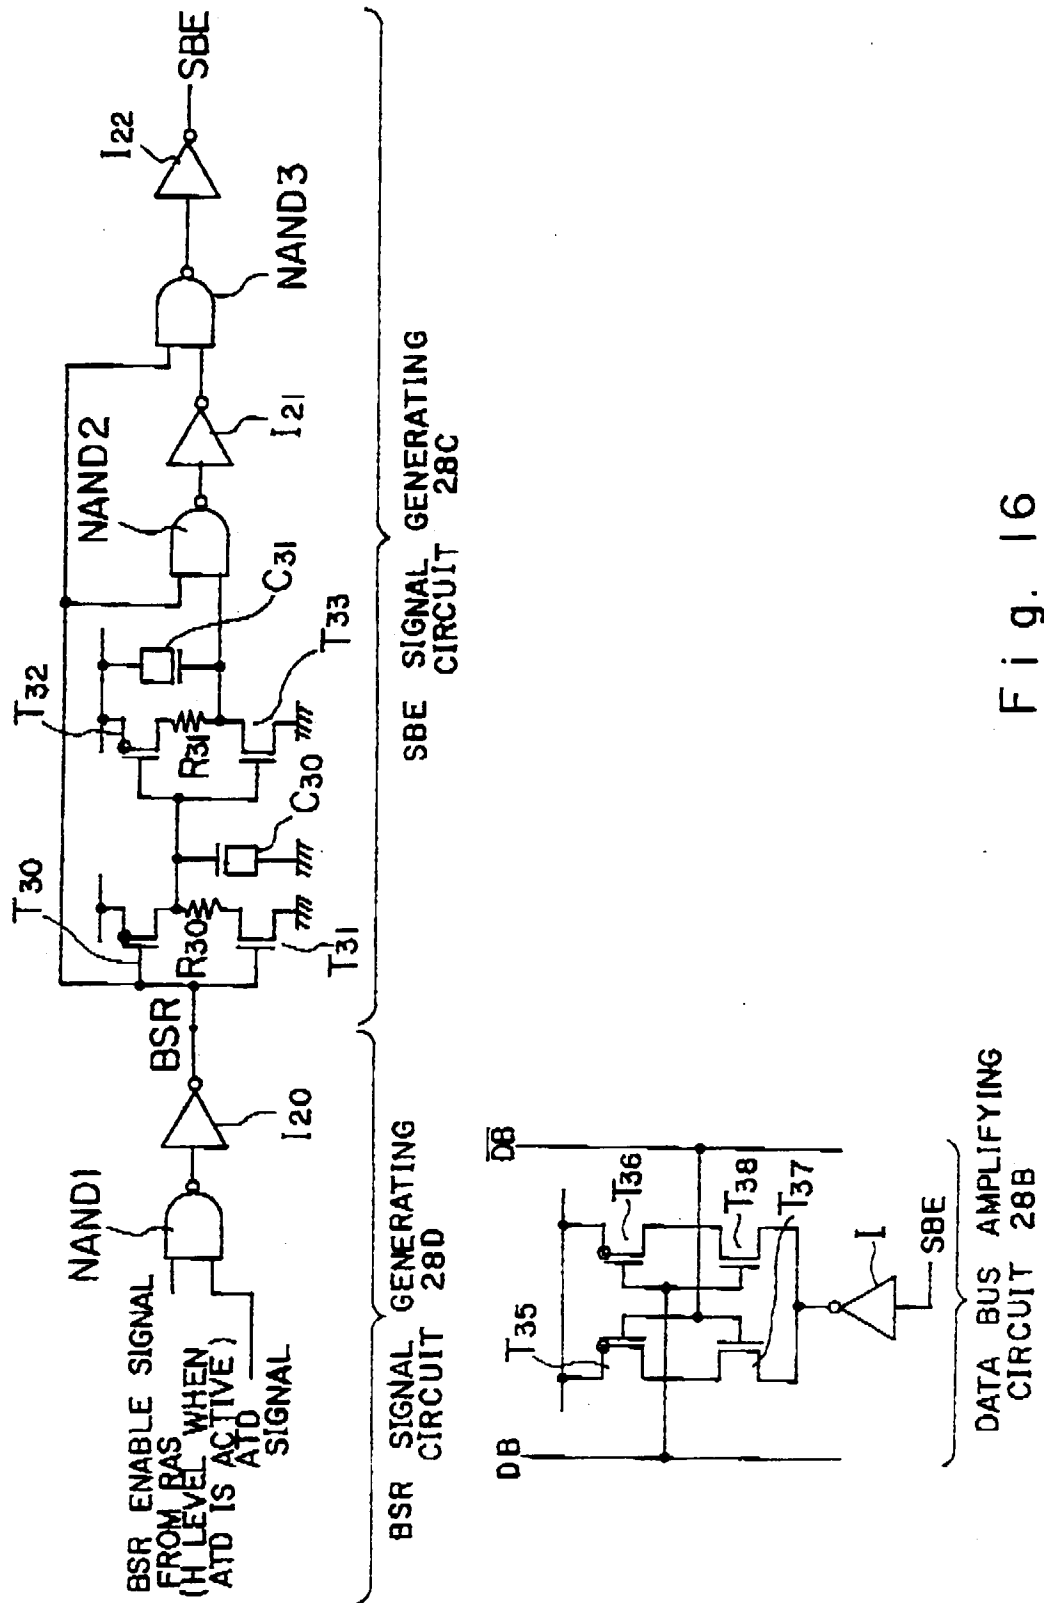 BSR ENABLE SIGNAL
FROM RAS
(H LEVEL WHEN
ATD IS ACTIVE)
ATD
SIGNAL
NAND1
I20
BSR
T30
R30
T31
C30
T32
R31
T33
C31
NAND2
I21
NAND3
I22
SBE
BSR SIGNAL GENERATING
CIRCUIT 28D
SBE SIGNAL GENERATING
CIRCUIT 28C
DB
D̅B̅
T35
T36
T38
T37
I
SBE
DATA BUS AMPLIFYING
CIRCUIT 28B
Fig. 16